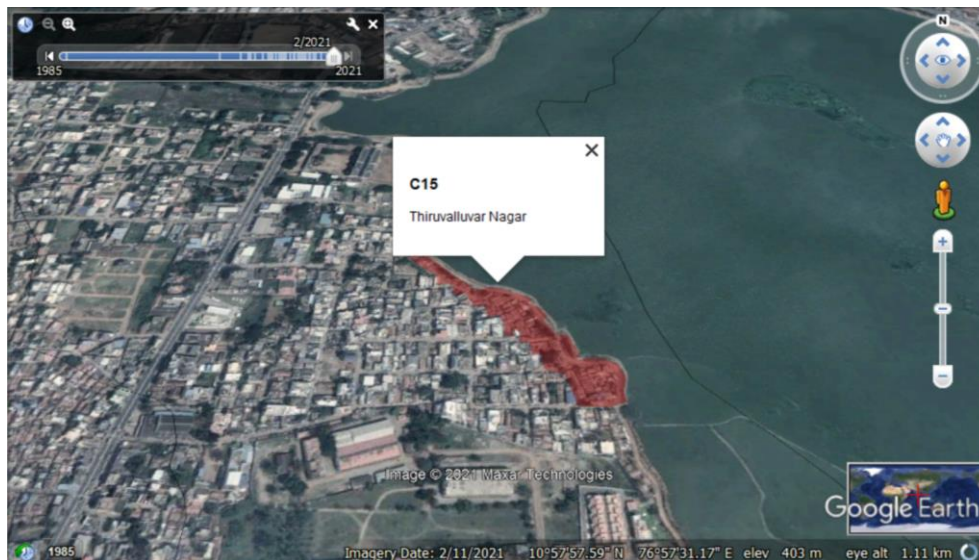 2/2021
1985
2021
N
C15
Thiruvalluvar Nagar
Image © 2021 Maxar Technologies
Google Earth
1985
Imagery Date: 2/11/2021 10°57'57.59" N 76°57'31.17" E elev 403 m eye alt 1.11 km